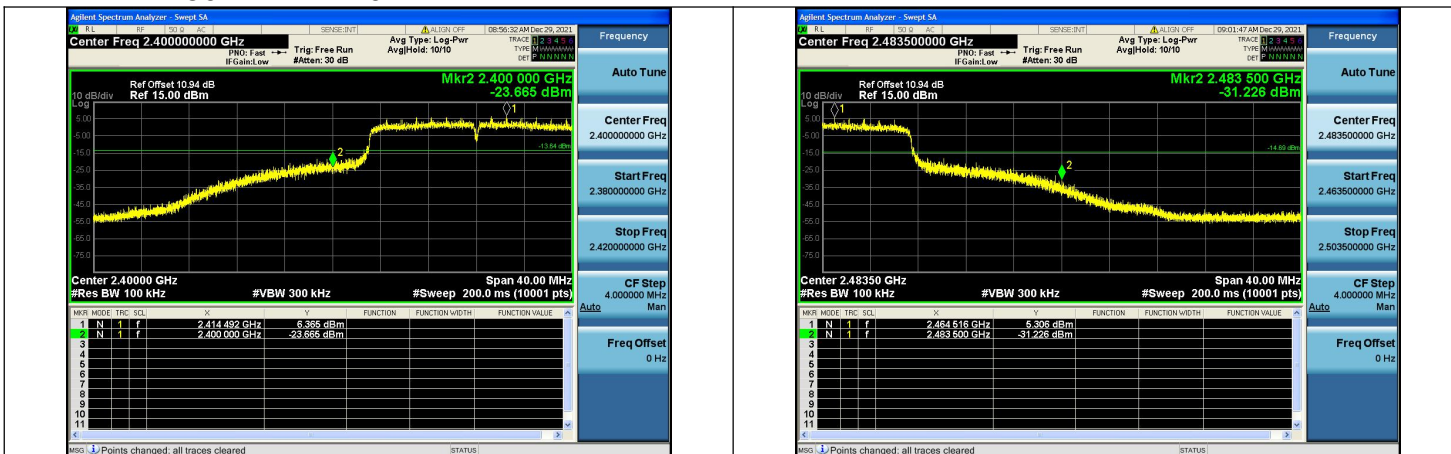 Agilent Spectrum Analyzer - Swept SA
RL RF 50 Ω AC SENSE:INT ALIGN OFF 08:56:32 AM Dec 29, 2021
Center Freq 2.400000000 GHz
PNO: Fast
IFGain:Low
Trig: Free Run
#Atten: 30 dB
Avg Type: Log-Pwr
Avg|Hold: 10/10
TRACE 1 2 3 4 5 6
TYPE M
DET P N N N N N
Ref Offset 10.94 dB
10 dB/div Ref 15.00 dBm
Log
Mkr2 2.400 000 GHz
-23.665 dBm
1
5.00
-5.00
-13.64 dBm
-15.0
2
-25.0
-35.0
-45.0
-55.0
-65.0
-75.0
Center 2.40000 GHz Span 40.00 MHz
#Res BW 100 kHz #VBW 300 kHz #Sweep 200.0 ms (10001 pts)
MKR MODE TRC SCL X Y FUNCTION FUNCTION WIDTH FUNCTION VALUE
1 N 1 f 2.414 492 GHz 6.365 dBm
2 N 1 f 2.400 000 GHz -23.665 dBm
3
4
5
6
7
8
9
10
11
MSG Points changed; all traces cleared STATUS
Frequency
Auto Tune
Center Freq
2.400000000 GHz
Start Freq
2.380000000 GHz
Stop Freq
2.420000000 GHz
CF Step
4.000000 MHz
Auto Man
Freq Offset
0 Hz
Agilent Spectrum Analyzer - Swept SA
RL RF 50 Ω AC SENSE:INT ALIGN OFF 09:01:47 AM Dec 29, 2021
Center Freq 2.483500000 GHz
PNO: Fast
IFGain:Low
Trig: Free Run
#Atten: 30 dB
Avg Type: Log-Pwr
Avg|Hold: 10/10
TRACE 1 2 3 4 5 6
TYPE M
DET P N N N N N
Ref Offset 10.94 dB
10 dB/div Ref 15.00 dBm
Log
Mkr2 2.483 500 GHz
-31.226 dBm
1
5.00
-5.00
-14.69 dBm
-15.0
2
-25.0
-35.0
-45.0
-55.0
-65.0
-75.0
Center 2.48350 GHz Span 40.00 MHz
#Res BW 100 kHz #VBW 300 kHz #Sweep 200.0 ms (10001 pts)
MKR MODE TRC SCL X Y FUNCTION FUNCTION WIDTH FUNCTION VALUE
1 N 1 f 2.464 516 GHz 5.306 dBm
2 N 1 f 2.483 500 GHz -31.226 dBm
3
4
5
6
7
8
9
10
11
MSG Points changed; all traces cleared STATUS
Frequency
Auto Tune
Center Freq
2.483500000 GHz
Start Freq
2.463500000 GHz
Stop Freq
2.503500000 GHz
CF Step
4.000000 MHz
Auto Man
Freq Offset
0 Hz